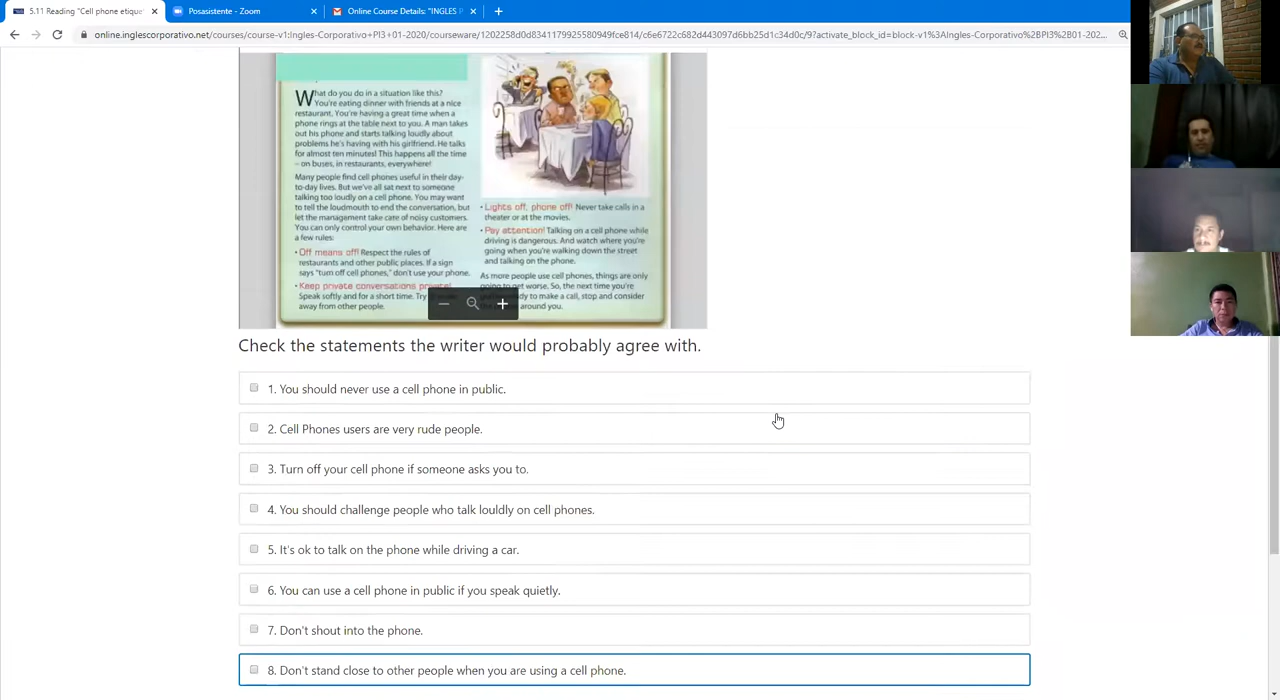 5.11 Reading "Cell phone etique
Posasistente - Zoom
Online Course Details: "INGLES P
online.inglescorporativo.net/courses/course-v1:Ingles-Corporativo+PI3+01-2020/courseware/1202258d0d8341179925580949fce814/c6e6722c682d443097d6bb25d1c34d0c/9?activate_block_id=block-v1%3AIngles-Corporativo%2BPI3%2B01-202...
What do you do in a situation like this?
You're eating dinner with friends at a nice
restaurant. You're having a great time when a
phone rings at the table next to you. A man takes
out his phone and starts talking loudly about
problems he's having with his girlfriend. He talks
for almost ten minutes! This happens all the time
– on buses, in restaurants, everywhere!
Many people find cell phones useful in their day-
to-day lives. But we've all sat next to someone
talking too loudly on a cell phone. You may want
to tell the loudmouth to end the conversation, but
let the management take care of noisy customers.
You can only control your own behavior. Here are
a few rules:
• Off means off! Respect the rules of
restaurants and other public places. If a sign
says "turn off cell phones," don't use your phone.
• Keep private conversations private!
Speak softly and for a short time. Try
away from other people.
• Lights off, phone off! Never take calls in a
theater or at the movies.
• Pay attention! Talking on a cell phone while
driving is dangerous. And watch where you're
going when you're walking down the street
and talking on the phone.
As more people use cell phones, things are only
going to get worse. So, the next time you're
ready to make a call, stop and consider
around you.
Check the statements the writer would probably agree with.
1. You should never use a cell phone in public.
2. Cell Phones users are very rude people.
3. Turn off your cell phone if someone asks you to.
4. You should challenge people who talk louldly on cell phones.
5. It's ok to talk on the phone while driving a car.
6. You can use a cell phone in public if you speak quietly.
7. Don't shout into the phone.
8. Don't stand close to other people when you are using a cell phone.